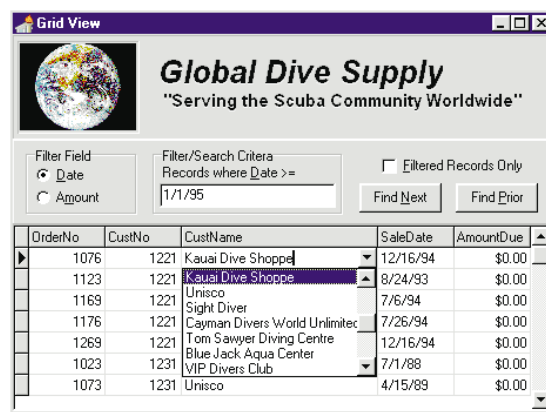 Grid View
Global Dive Supply
"Serving the Scuba Community Worldwide"
Filter Field
Date
Amount
Filter/Search Critera
Records where Date >=
1/1/95
Filtered Records Only
Find Next
Find Prior
OrderNo CustNo CustName SaleDate AmountDue
1076 1221 Kauai Dive Shoppe 12/16/94 $0.00
1123 1221 Kauai Dive Shoppe 8/24/93 $0.00
Unisco
1169 1221 Sight Diver 7/6/94 $0.00
1176 1221 Cayman Divers World Unlimited 7/26/94 $0.00
1269 1221 Tom Sawyer Diving Centre 12/16/94 $0.00
Blue Jack Aqua Center
1023 1231 VIP Divers Club 7/1/88 $0.00
1073 1231 Unisco 4/15/89 $0.00